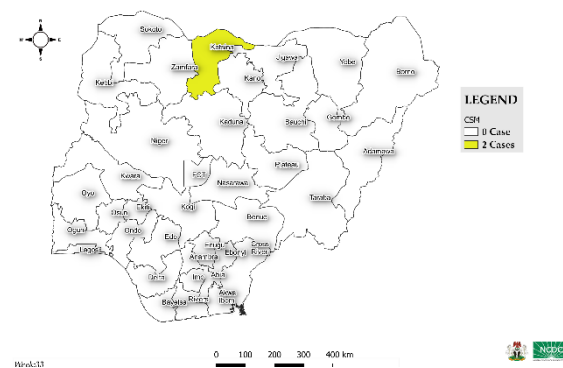 N
W
E
S
Sokoto
Katsina
Jigawa
Yobe
Borno
Zamfara
Kebbi
Kano
Kaduna
Bauchi
Gombe
Adamawa
Niger
Plateau
Kwara
FCT
Nasarawa
Taraba
Oyo
Kogi
Osun
Ekiti
Benue
Ogun
Ondo
Edo
Lagos
Enugu
Anambra
Ebonyi
Cross
River
Delta
Imo
Abia
Bayelsa
Rivers
Akwa
Ibom
LEGEND
CSM
0 Case
2 Cases
0 100 200 300 400 km
NCDC